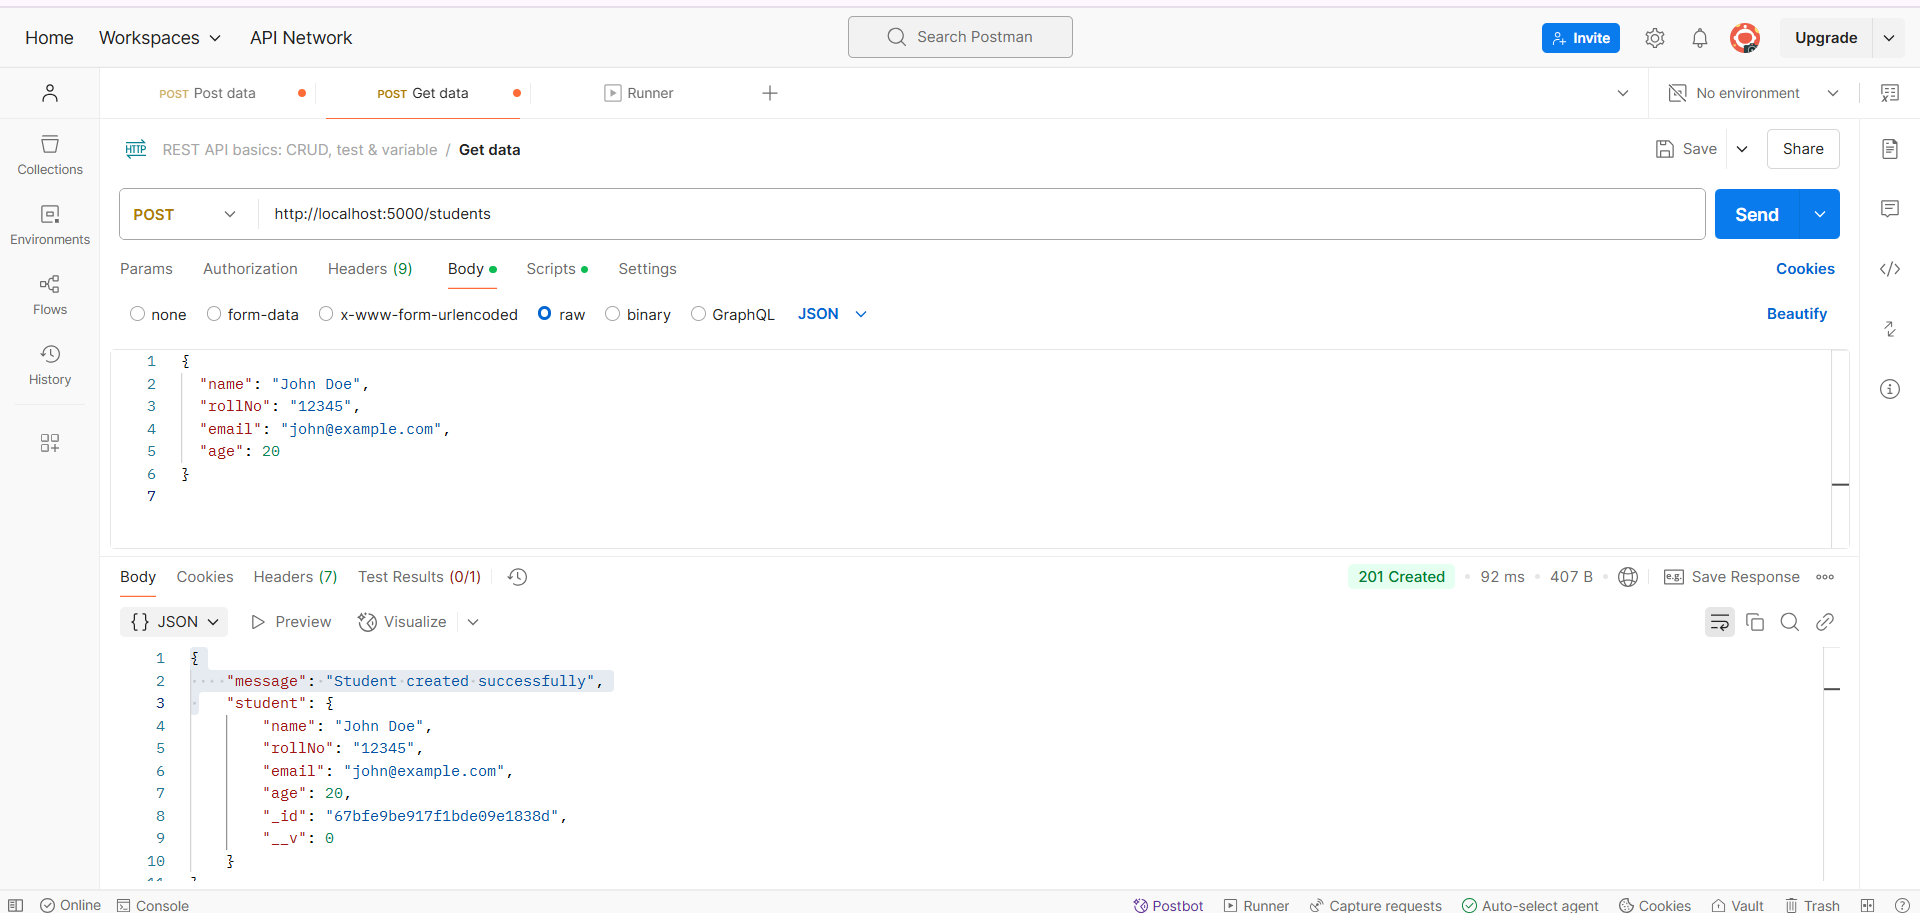 Home Workspaces API Network Search Postman Invite Upgrade
POST Post data POST Get data Runner No environment
REST API basics: CRUD, test & variable / Get data Save Share
POST http://localhost:5000/students Send
Params Authorization Headers (9) Body Scripts Settings Cookies
none form-data x-www-form-urlencoded raw binary GraphQL JSON Beautify
Collections
Environments
Flows
History
1 {
2 "name": "John Doe",
3 "rollNo": "12345",
4 "email": "john@example.com",
5 "age": 20
6 }
7
Body Cookies Headers (7) Test Results (0/1) 201 Created • 92 ms • 407 B • e.g. Save Response
{} JSON Preview Visualize
1 {
2 "message": "Student created successfully",
3 "student": {
4 "name": "John Doe",
5 "rollNo": "12345",
6 "email": "john@example.com",
7 "age": 20,
8 "_id": "67bfe9be917f1bde09e1838d",
9 "__v": 0
10 }
11 }
Online Console Postbot Runner Capture requests Auto-select agent Cookies Vault Trash